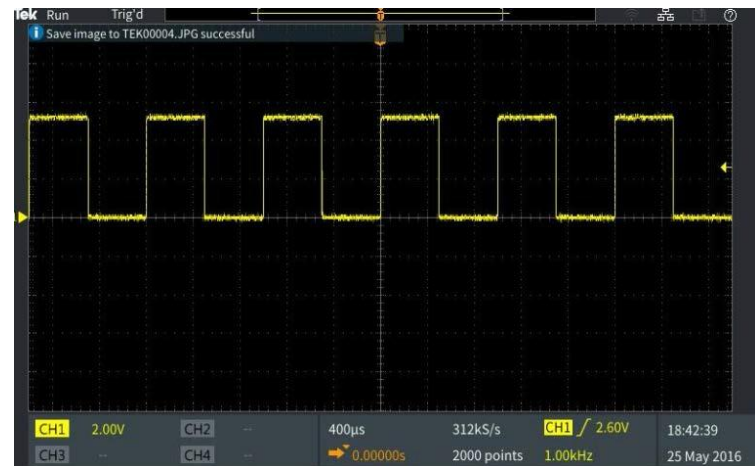 Tek Run Trig'd
Save image to TEK00004.JPG successful
CH1 2.00V CH2 -- 400µs 312kS/s CH1 2.60V 18:42:39
CH3 -- CH4 -- 0.00000s 2000 points 1.00kHz 25 May 2016